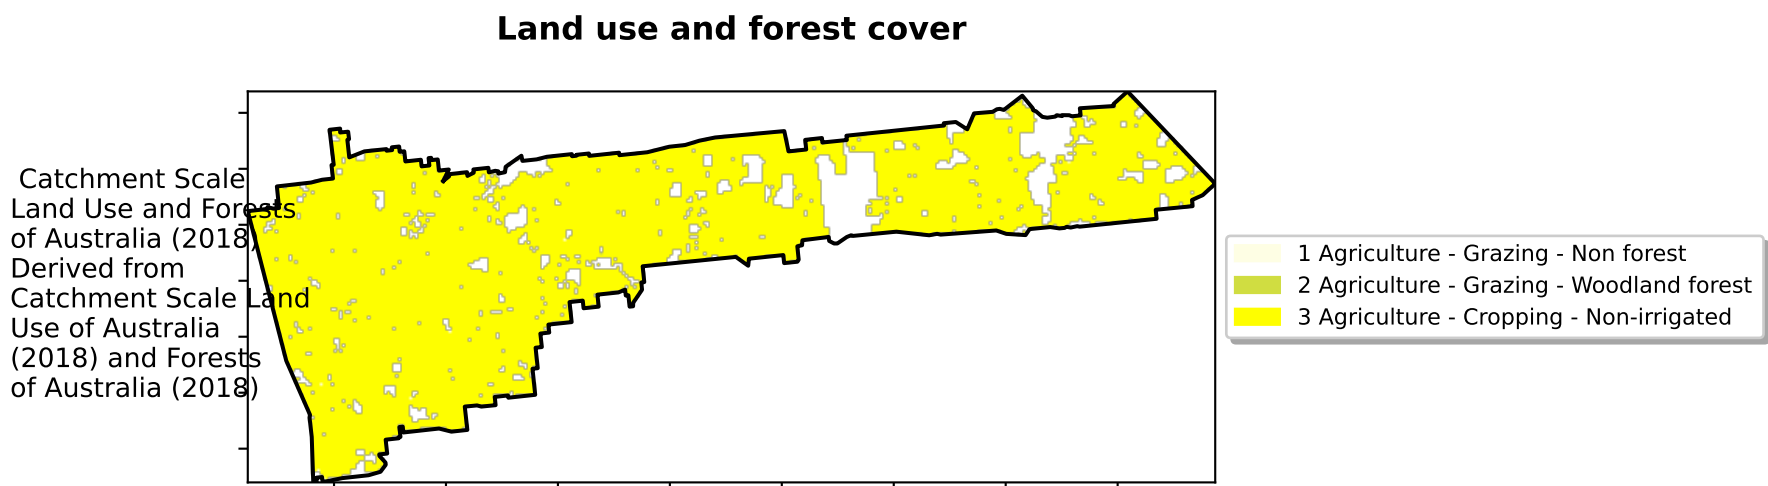 Land use and forest cover
Catchment Scale
Land Use and Forests
of Australia (2018)
Derived from
Catchment Scale Land
Use of Australia
(2018) and Forests
of Australia (2018)
1 Agriculture - Grazing - Non forest
2 Agriculture - Grazing - Woodland forest
3 Agriculture - Cropping - Non-irrigated